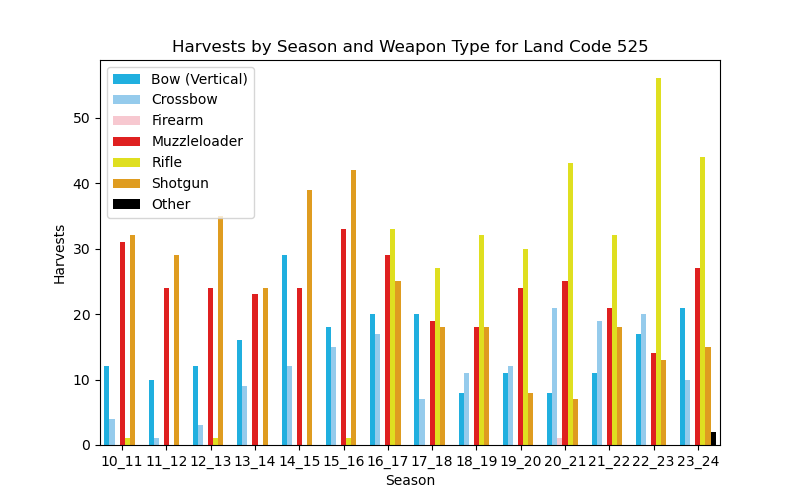 Harvests by Season and Weapon Type for Land Code 525
Bow (Vertical)
Crossbow
Firearm
Muzzleloader
Rifle
Shotgun
Other
50
40
30
20
10
0
Harvests
10_11 11_12 12_13 13_14 14_15 15_16 16_17 17_18 18_19 19_20 20_21 21_22 22_23 23_24
Season